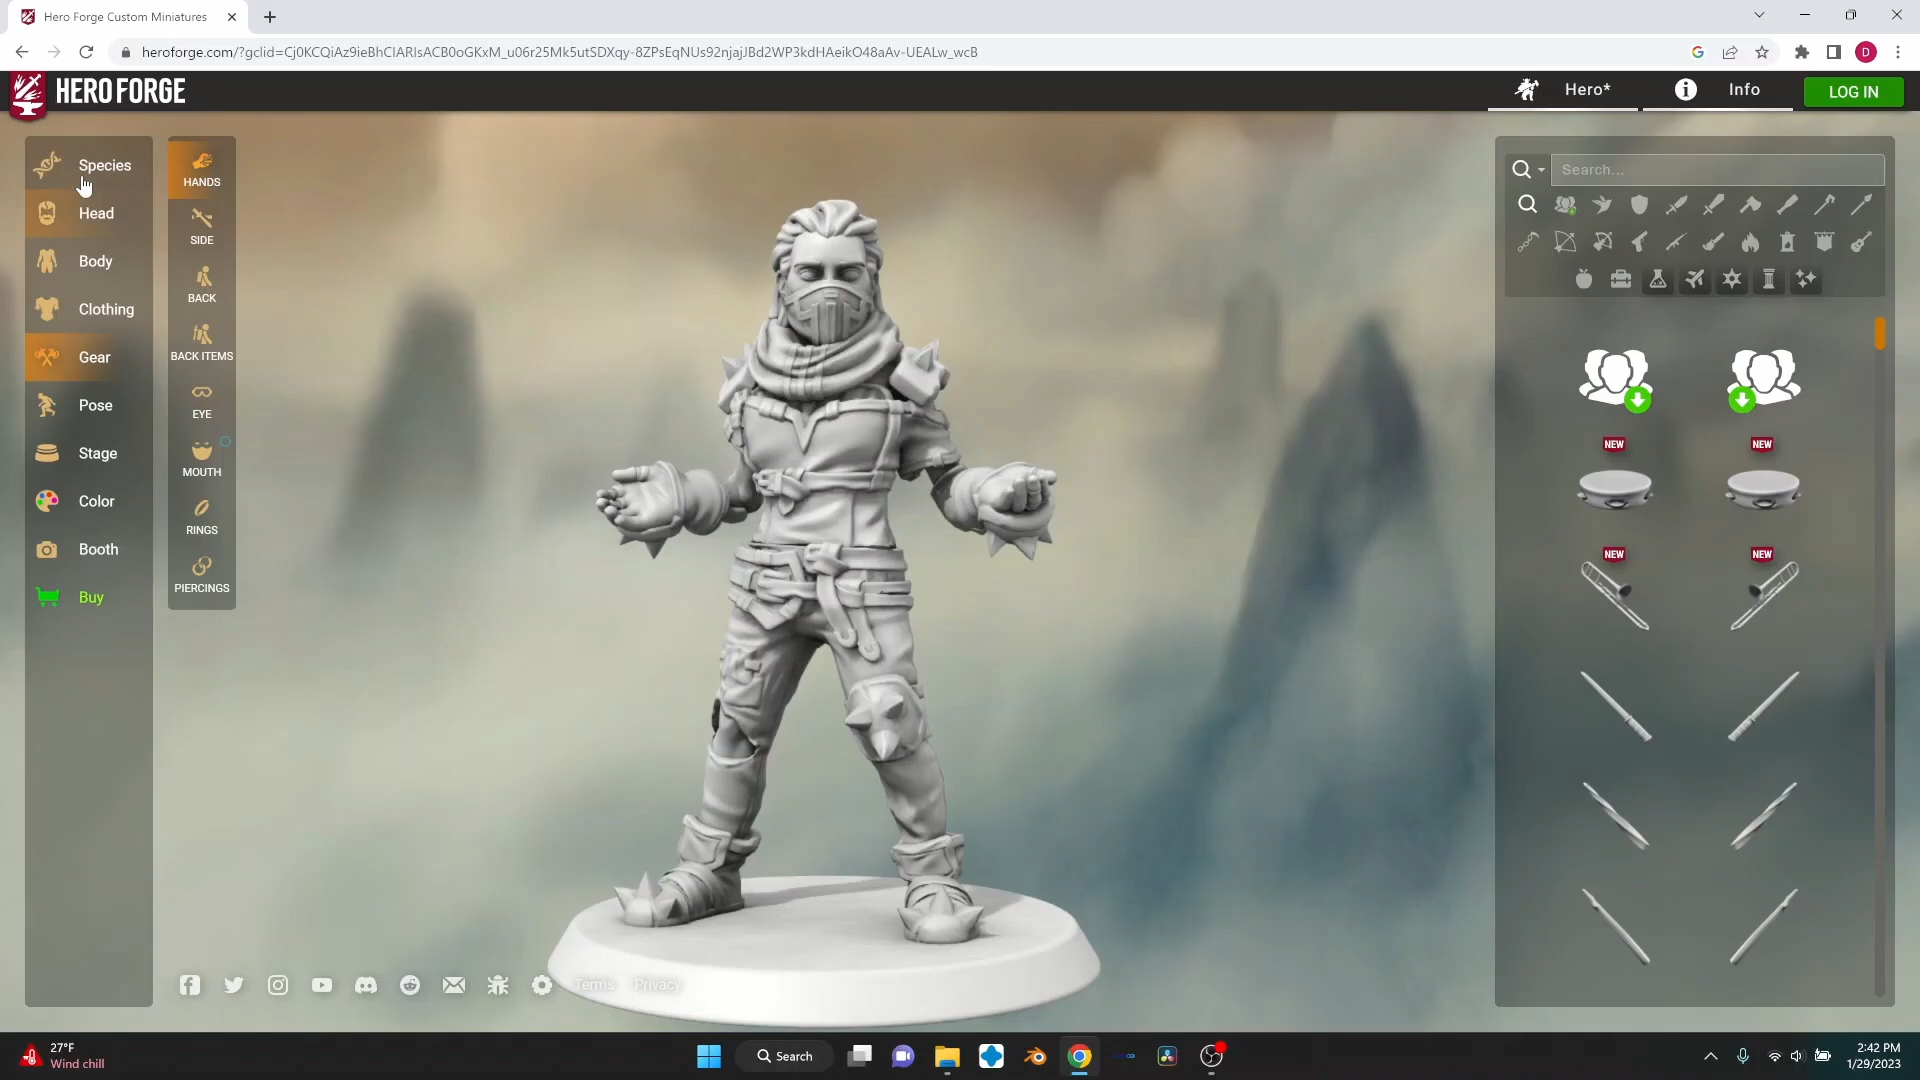 Hero Forge Custom Miniatures
heroforge.com/?gclid=Cj0KCQiAz9ieBhCIARIsACB0oGKxM_u06r25Mk5utSDXqy-8ZPsEqNUs92njajJBd2WP3kdHAeikO48aAv-UEALw_wcB
D
HERO FORGE
Hero*
Info
LOG IN
Species
Head
Body
Clothing
Gear
Pose
Stage
Color
Booth
Buy
HANDS
SIDE
BACK
BACK ITEMS
EYE
MOUTH
RINGS
PIERCINGS
Search...
NEW NEW
NEW NEW
Terms Privacy
27°F
Wind chill
Search
2:42 PM
1/29/2023